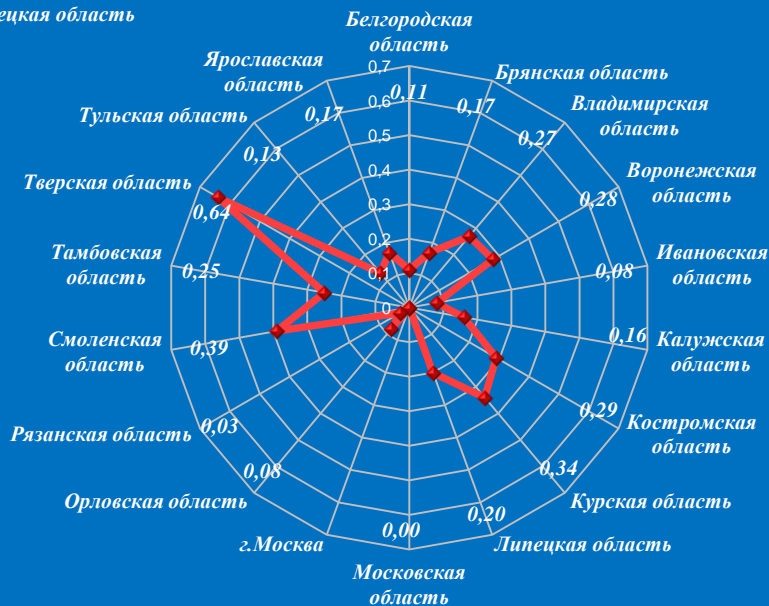 ецкая область
Белгородская
область
0,11
Брянская область
0,17
Владимирская
область
0,27
Воронежская
область
0,28
Ивановская
область
0,08
Калужская
область
0,16
Костромская
область
0,29
Курская область
0,34
Липецкая область
0,20
Московская
область
0,00
г.Москва
Орловская область
0,08
Рязанская область
0,03
Смоленская
область
0,39
Тамбовская
область
0,25
Тверская область
0,64
Тульская область
0,13
Ярославская
область
0,17
0,7
0,6
0,5
0,4
0,3
0,2
0,1
0